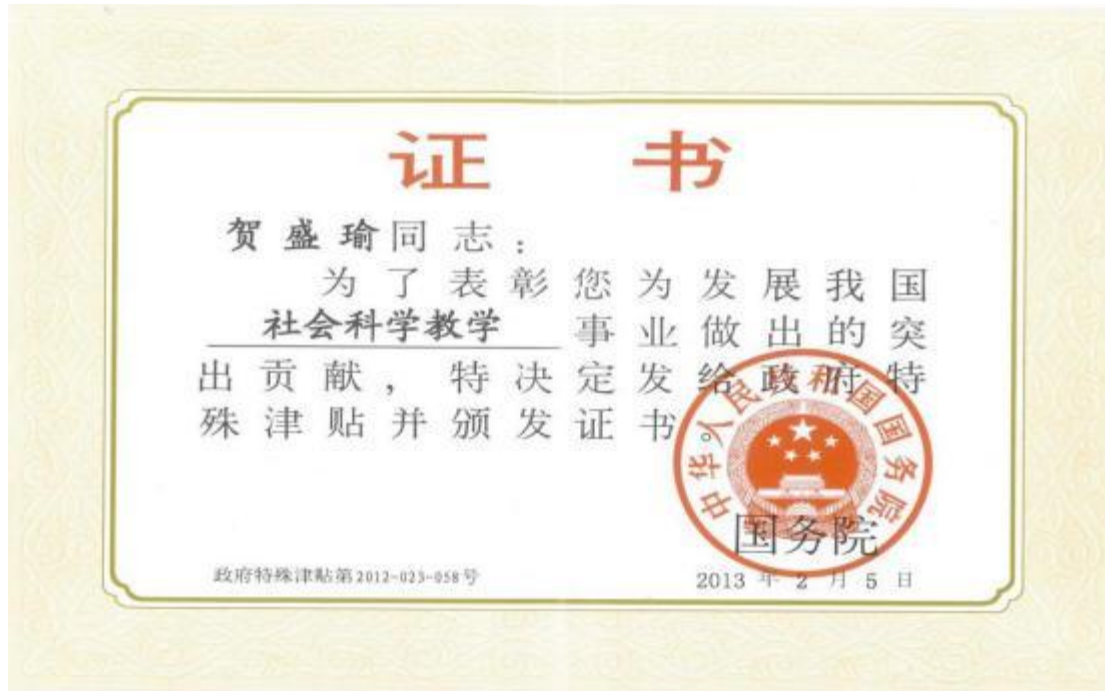 证 书
贺盛瑜同志：
为了表彰您为发展我国
社会科学教学 事业做出的突
出贡献，特决定发给政府特
殊津贴并颁发证书。
中华人民共和国国务院
国务院
政府特殊津贴第2012-023-058号
2013 年 2 月 5 日